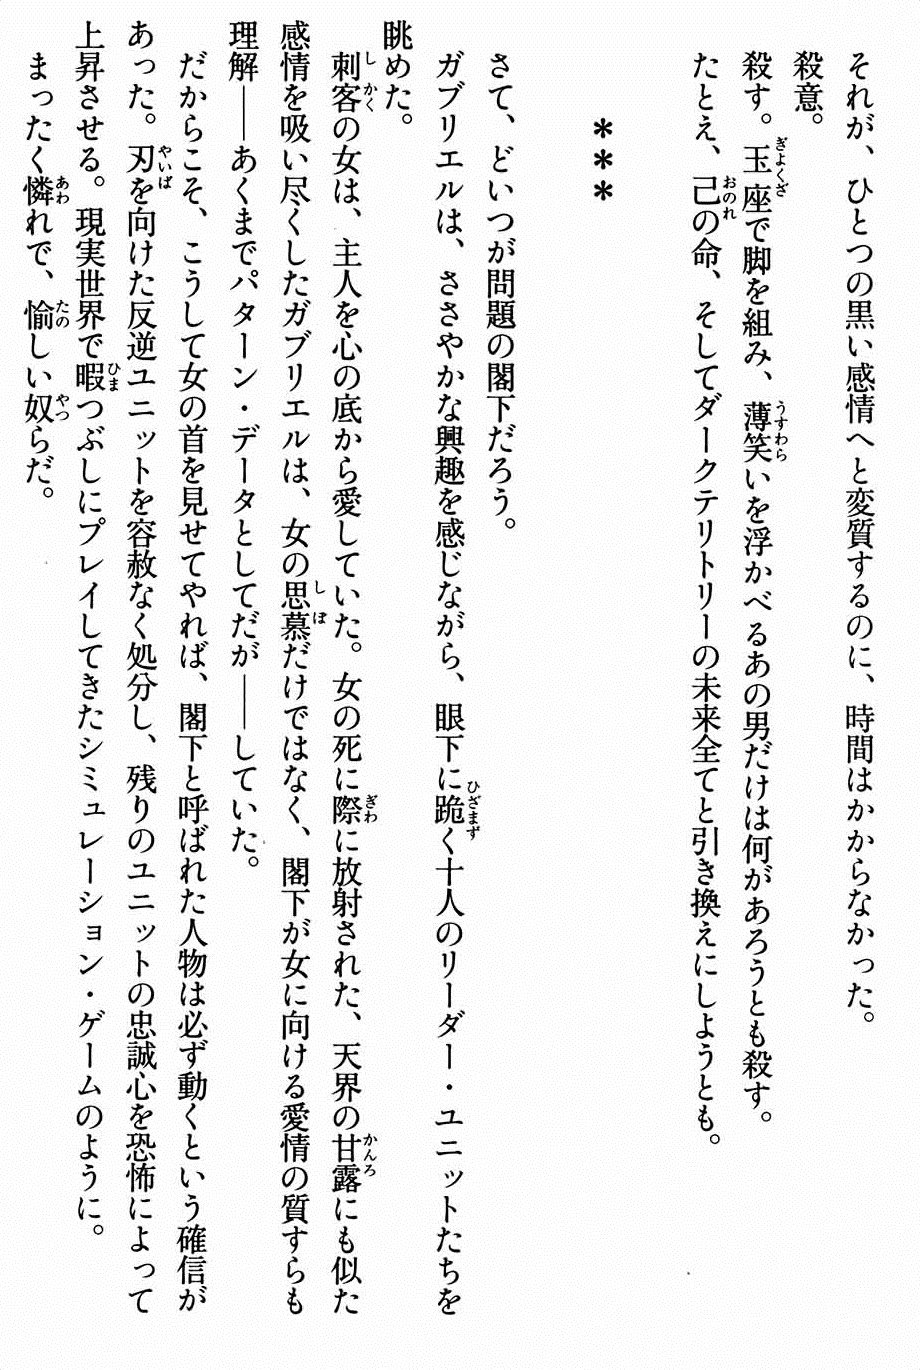 それが、ひとつの黒い感情へと変質するのに、時間はかからなかった。
殺意。
殺す。玉座で脚を組み、薄笑いを浮かべるあの男だけは何があろうとも殺す。
たとえ、己の命、そしてダークテリトリーの未来全てと引き換えにしようとも。
＊＊＊
さて、どいつが問題の閣下だろう。
ガブリエルは、ささやかな興趣を感じながら、眼下に跪く十人のリーダー・ユニットたちを
眺めた。
刺客の女は、主人を心の底から愛していた。女の死に際に放射された、天界の甘露にも似た
感情を吸い尽くしたガブリエルは、女の思慕だけではなく、閣下が女に向ける愛情の質すらも
理解――あくまでパターン・データとしてだが――していた。
だからこそ、こうして女の首を見せてやれば、閣下と呼ばれた人物は必ず動くという確信が
あった。刃を向けた反逆ユニットを容赦なく処分し、残りのユニットの忠誠心を恐怖によって
上昇させる。現実世界で暇つぶしにプレイしてきたシミュレーション・ゲームのように。
まったく憐れで、愉しい奴らだ。